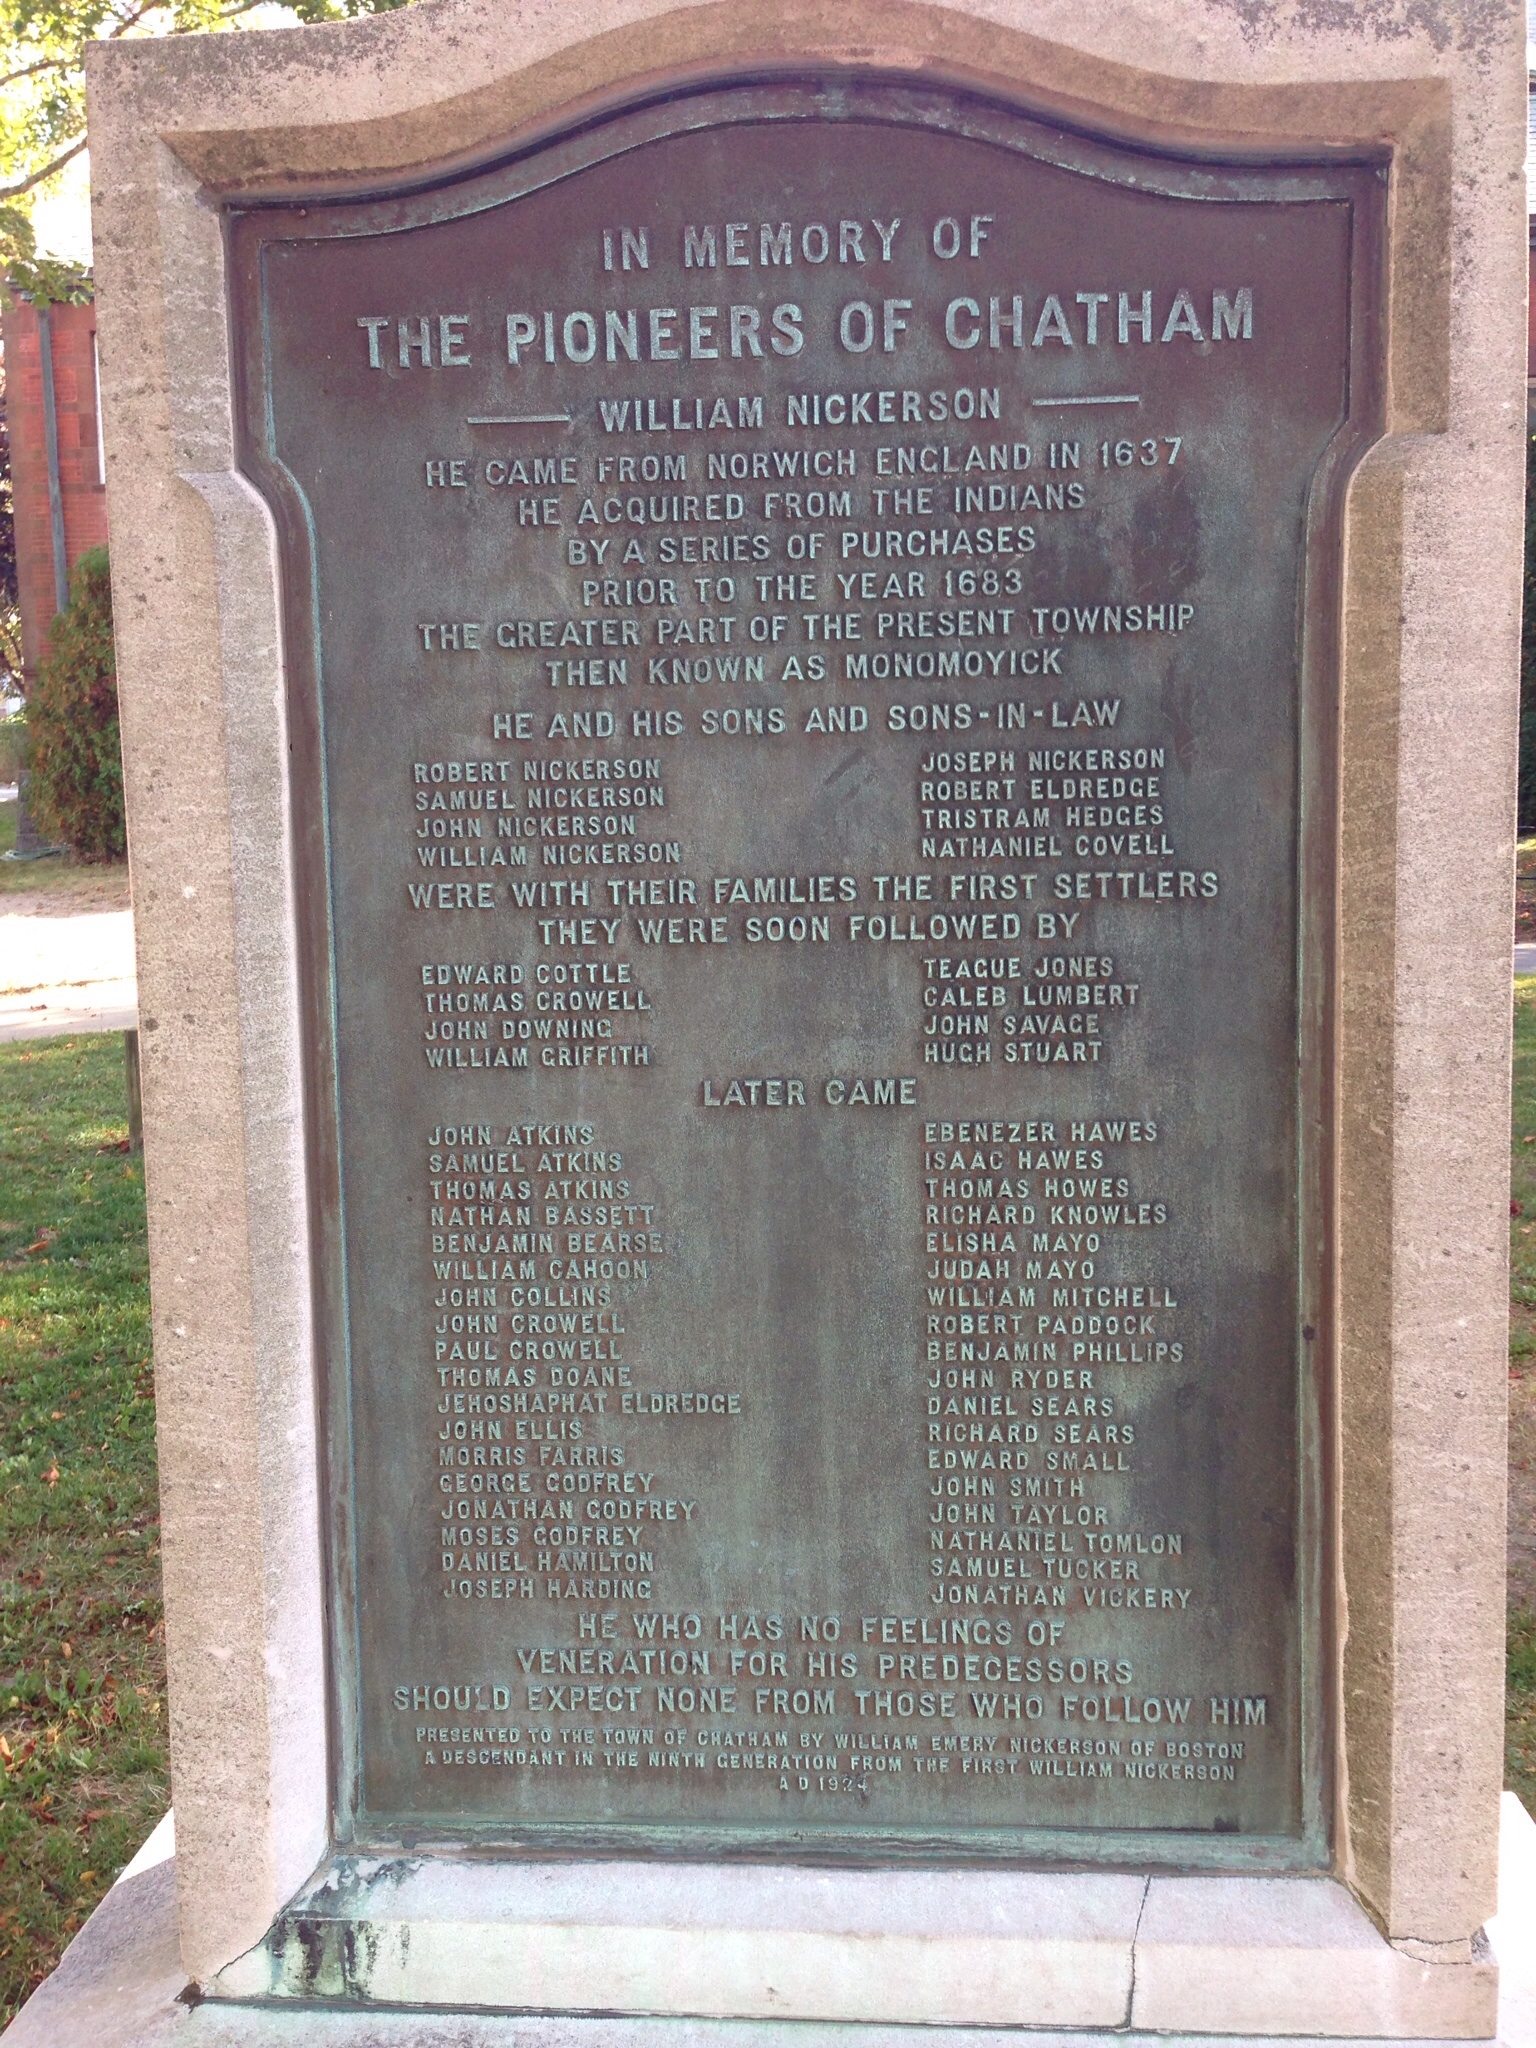 IN MEMORY OF
THE PIONEERS OF CHATHAM
WILLIAM NICKERSON
HE CAME FROM NORWICH ENGLAND IN 1637
HE ACQUIRED FROM THE INDIANS
BY A SERIES OF PURCHASES
PRIOR TO THE YEAR 1683
THE GREATER PART OF THE PRESENT TOWNSHIP
THEN KNOWN AS MONOMOYICK
HE AND HIS SONS AND SONS-IN-LAW
ROBERT NICKERSON
SAMUEL NICKERSON
JOHN NICKERSON
WILLIAM NICKERSON
JOSEPH NICKERSON
ROBERT ELDREDGE
TRISTRAM HEDGES
NATHANIEL COVELL
WERE WITH THEIR FAMILIES THE FIRST SETTLERS
THEY WERE SOON FOLLOWED BY
EDWARD COTTLE
THOMAS CROWELL
JOHN DOWNING
WILLIAM GRIFFITH
TEAGUE JONES
CALEB LUMBERT
JOHN SAVAGE
HUGH STUART
LATER CAME
JOHN ATKINS
SAMUEL ATKINS
THOMAS ATKINS
NATHAN BASSETT
BENJAMIN BEARSE
WILLIAM CAHOON
JOHN COLLINS
JOHN CROWELL
PAUL CROWELL
THOMAS DOANE
JEHOSHAPHAT ELDREDGE
JOHN ELLIS
MORRIS FARRIS
GEORGE GODFREY
JONATHAN GODFREY
MOSES GODFREY
DANIEL HAMILTON
JOSEPH HARDING
EBENEZER HAWES
ISAAC HAWES
THOMAS HOWES
RICHARD KNOWLES
ELISHA MAYO
JUDAH MAYO
WILLIAM MITCHELL
ROBERT PADDOCK
BENJAMIN PHILLIPS
JOHN RYDER
DANIEL SEARS
RICHARD SEARS
EDWARD SMALL
JOHN SMITH
JOHN TAYLOR
NATHANIEL TOMLON
SAMUEL TUCKER
JONATHAN VICKERY
HE WHO HAS NO FEELINGS OF
VENERATION FOR HIS PREDECESSORS
SHOULD EXPECT NONE FROM THOSE WHO FOLLOW HIM
PRESENTED TO THE TOWN OF CHATHAM BY WILLIAM EMERY NICKERSON OF BOSTON
A DESCENDANT IN THE NINTH GENERATION FROM THE FIRST WILLIAM NICKERSON
A D 1924